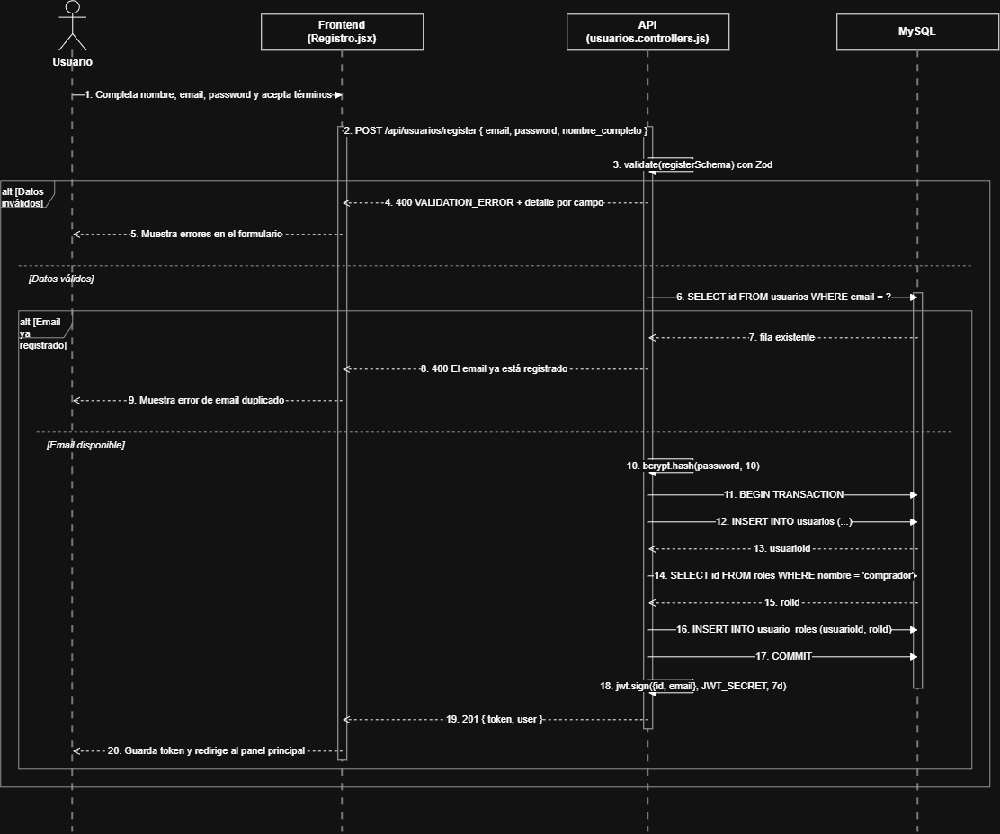 Usuario
Frontend
(Registro.jsx)
API
(usuarios.controllers.js)
MySQL
1. Completa nombre, email, password y acepta términos
2. POST /api/usuarios/register { email, password, nombre_completo }
3. validate(registerSchema) con Zod
alt [Datos
inválidos]
4. 400 VALIDATION_ERROR + detalle por campo
5. Muestra errores en el formulario
[Datos válidos]
6. SELECT id FROM usuarios WHERE email = ?
alt [Email
ya
registrado]
7. fila existente
8. 400 El email ya está registrado
9. Muestra error de email duplicado
[Email disponible]
10. bcrypt.hash(password, 10)
11. BEGIN TRANSACTION
12. INSERT INTO usuarios (...)
13. usuarioId
14. SELECT id FROM roles WHERE nombre = 'comprador'
15. rolId
16. INSERT INTO usuario_roles (usuarioId, rolId)
17. COMMIT
18. jwt.sign({id, email}, JWT_SECRET, 7d)
19. 201 { token, user }
20. Guarda token y redirige al panel principal